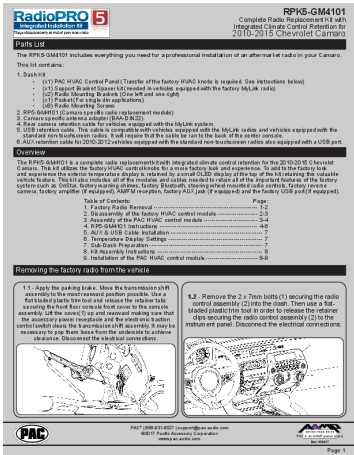 RadioPRO 5
Integrated Installation Kit
RPK5-GM4101
Complete Radio Replacement Kit with
Integrated Climate Control Retention for
2010-2015 Chevrolet Camaro
Parts List
The RPK5-GM4101 includes everything you need for a professional installation of an aftermarket radio in your Camaro.
This kit contains:
1. Dash Kit
- (x1) PAC HVAC Control Panel (Transfer of the factory HVAC knobs is required. See instructions below)
- (x1) Support Bracket Spacer kit (needed in vehicles equipped with the factory MyLink radio)
- (x2) Radio Mounting Brackets (One left and one right)
- (x1) Pocket (For single din applications)
- (x8) Radio Mounting Screws
2. RP5-GM41 (Camaro specific radio replacement module)
3. Camaro specific antenna adapter (BAA-DIN22).
4. Rear camera retention cable for vehicles equipped with the MyLink system.
5. USB retention cable. This cable is compatible with vehicles equipped with the MyLink radios and vehicles equipped with the
standard non-touchscreen radios. It will require that the cable be ran to the back of the center console.
6. AUX retention cable for 2010-2012 vehicles equipped with the standard non-touchscreen radios also equipped with a USB port.
Overview
The RPK5-GM4101 is a complete radio replacement kit with integrated climate control retention for the 2010-2015 Chevrolet
Camaro. This kit utilizes the factory HVAC control knobs for a more factory look and experience. To add to the factory look
and experience the exterior temperature display is retained by a small OLED display at the top of the kit retaining this valuable
vehicle feature. This kit also includes all of the modules and cables needed to retain all of the important features of the factory
system such as OnStar, factory warning chimes, factory Bluetooth, steering wheel mounted radio controls, factory reverse
camera, factory amplifier (if equipped), AM/FM reception, factory AUX jack (if equipped) and the factory USB port (if equipped).
Table of Contents: Page:
1. Factory Radio Removal 1-2
2. Disassembly of the factory HVAC control module 2-3
3. Assembly of the PAC HVAC control module 3-4
4. RP5-GM41 Instructions 4-6
5. AUX & USB Cable Installation 7
6. Temperature Display Settings 7
7. Sub-Dash Preparation 7
8. Kit Assembly Instructions 8
9. Installation of the PAC HVAC control module 8-9
Removing the factory radio from the vehicle
1.1 - Apply the parking brake. Move the transmission shift
assembly to the most rearward position possible. Use a
flat bladed plastic trim tool and release the retainer tabs
securing the front floor console front cover to the console
assembly. Lift the cover(1) up and rearward making sure that
the accessory power receptacle and the electronic traction
control switch clears the transmission shift assembly. It may be
necessary to pop them loose from the underside to achieve
clearance. Disconnect the electrical connections.
1.2 - Remove the 2 x 7mm bolts (1) securing the radio
control assembly (2) into the dash. Then use a flat-
bladed plastic trim tool in order to release the retainer
clips securing the radio control assembly (2) to the
instrument panel. Disconnect the electrical connections.
PAC
©2017 Pacific Accessory Corporation
www.pac-audio.com
Page 1